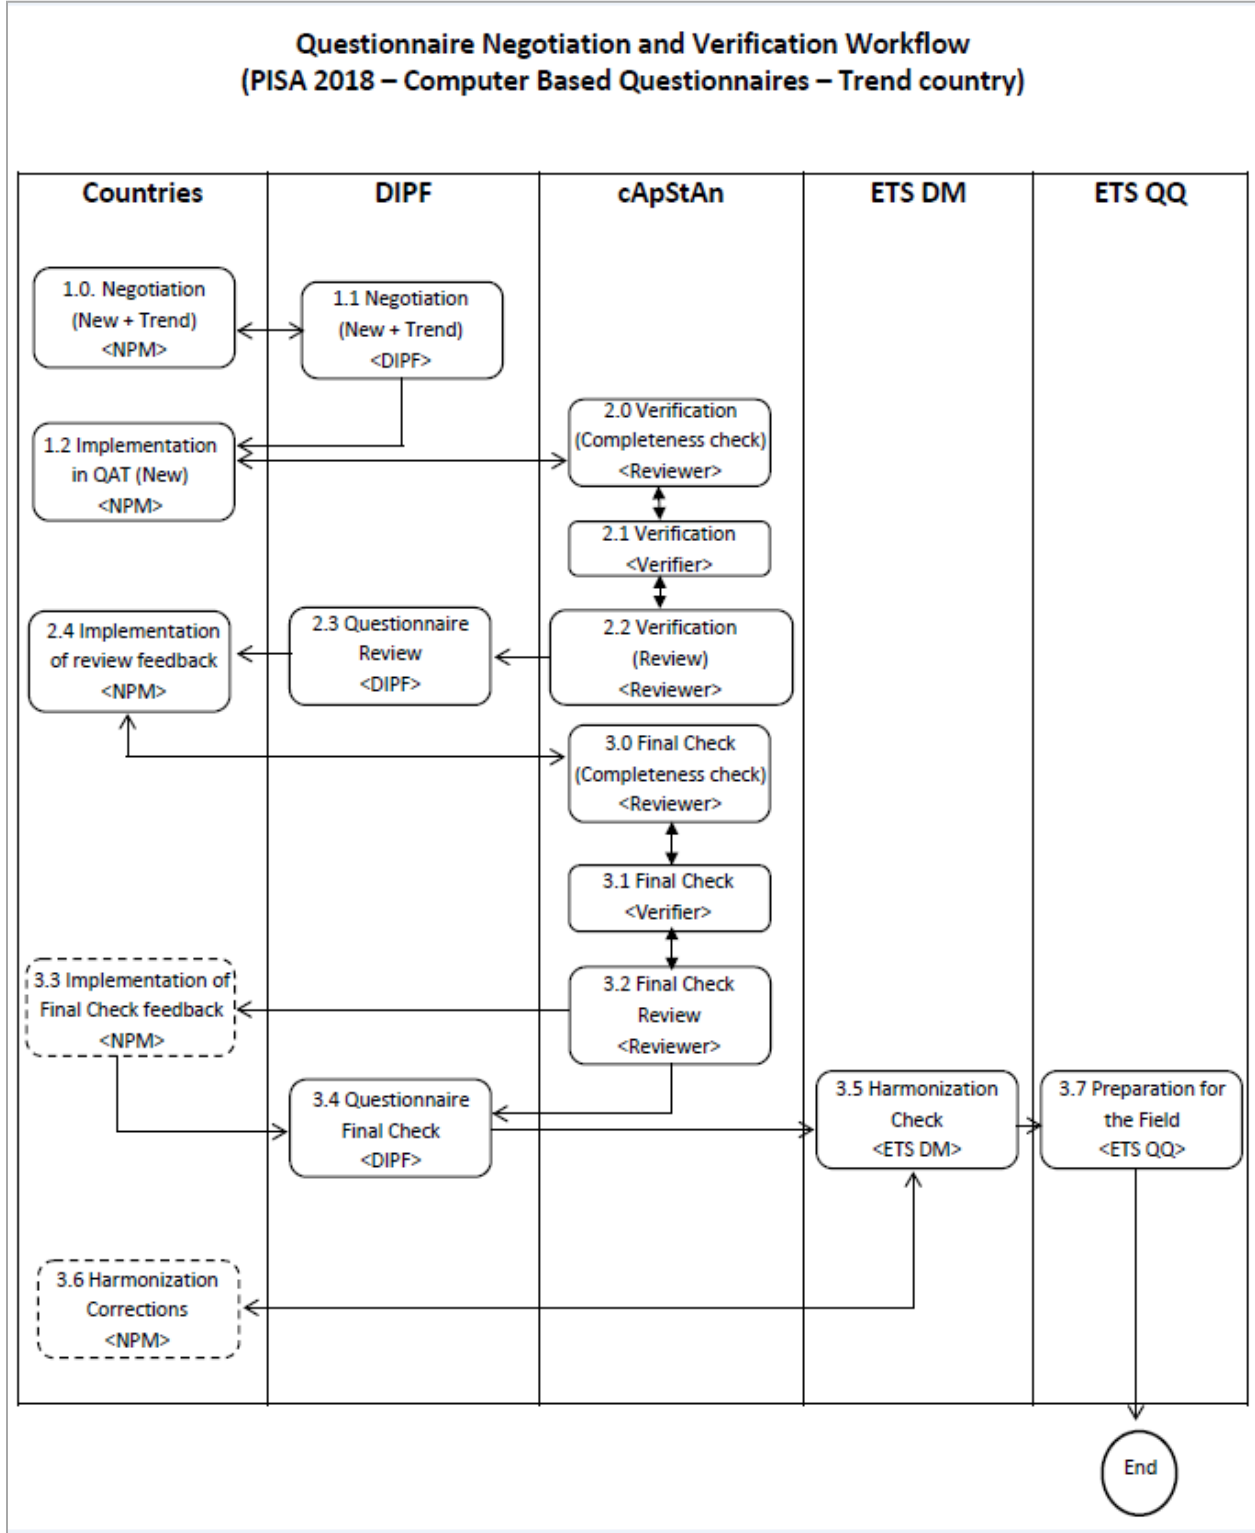 Questionnaire Negotiation and Verification Workflow
(PISA 2018 – Computer Based Questionnaires – Trend country)
Countries
DIPF
cApStAn
ETS DM
ETS QQ
1.0. Negotiation
(New + Trend)
<NPM>
1.1 Negotiation
(New + Trend)
<DIPF>
1.2 Implementation
in QAT (New)
<NPM>
2.0 Verification
(Completeness check)
<Reviewer>
2.1 Verification
<Verifier>
2.2 Verification
(Review)
<Reviewer>
2.3 Questionnaire
Review
<DIPF>
2.4 Implementation
of review feedback
<NPM>
3.0 Final Check
(Completeness check)
<Reviewer>
3.1 Final Check
<Verifier>
3.2 Final Check
Review
<Reviewer>
3.3 Implementation of
Final Check feedback
<NPM>
3.4 Questionnaire
Final Check
<DIPF>
3.5 Harmonization
Check
<ETS DM>
3.7 Preparation for
the Field
<ETS QQ>
3.6 Harmonization
Corrections
<NPM>
End